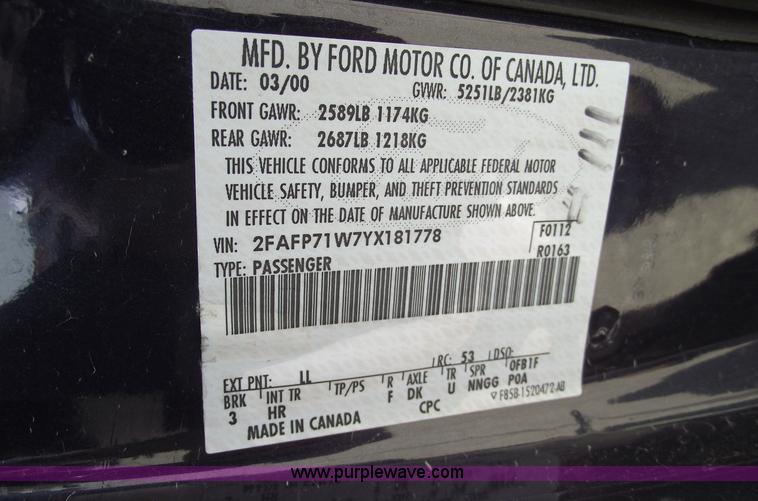 MFD. BY FORD MOTOR CO. OF CANADA, LTD.
DATE: 03/00 GVWR: 5251LB/2381KG
FRONT GAWR: 2589LB 1174KG
REAR GAWR: 2687LB 1218KG
THIS VEHICLE CONFORMS TO ALL APPLICABLE FEDERAL MOTOR
VEHICLE SAFETY, BUMPER, AND THEFT PREVENTION STANDARDS
IN EFFECT ON THE DATE OF MANUFACTURE SHOWN ABOVE.
VIN: 2FAFP71W7YX181778 F0112
TYPE: PASSENGER R0163
EXT PNT: LL RC: 53 DSO:
BRK INT TR TP/PS R AXLE TR SPR 0FB1F
3 HR F DK U NNGG POA
MADE IN CANADA CPC F85B-1520472-AB
www.purplewave.com